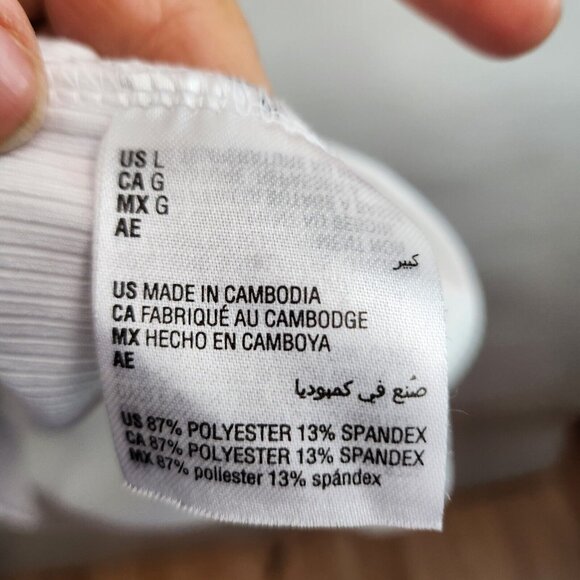 US L
CA G
MX G
AE
كبير
US MADE IN CAMBODIA
CA FABRIQUÉ AU CAMBODGE
MX HECHO EN CAMBOYA
AE
صُنع في كمبوديا
US 87% POLYESTER 13% SPANDEX
CA 87% POLYESTER 13% SPANDEX
MX 87% poliester 13% spándex